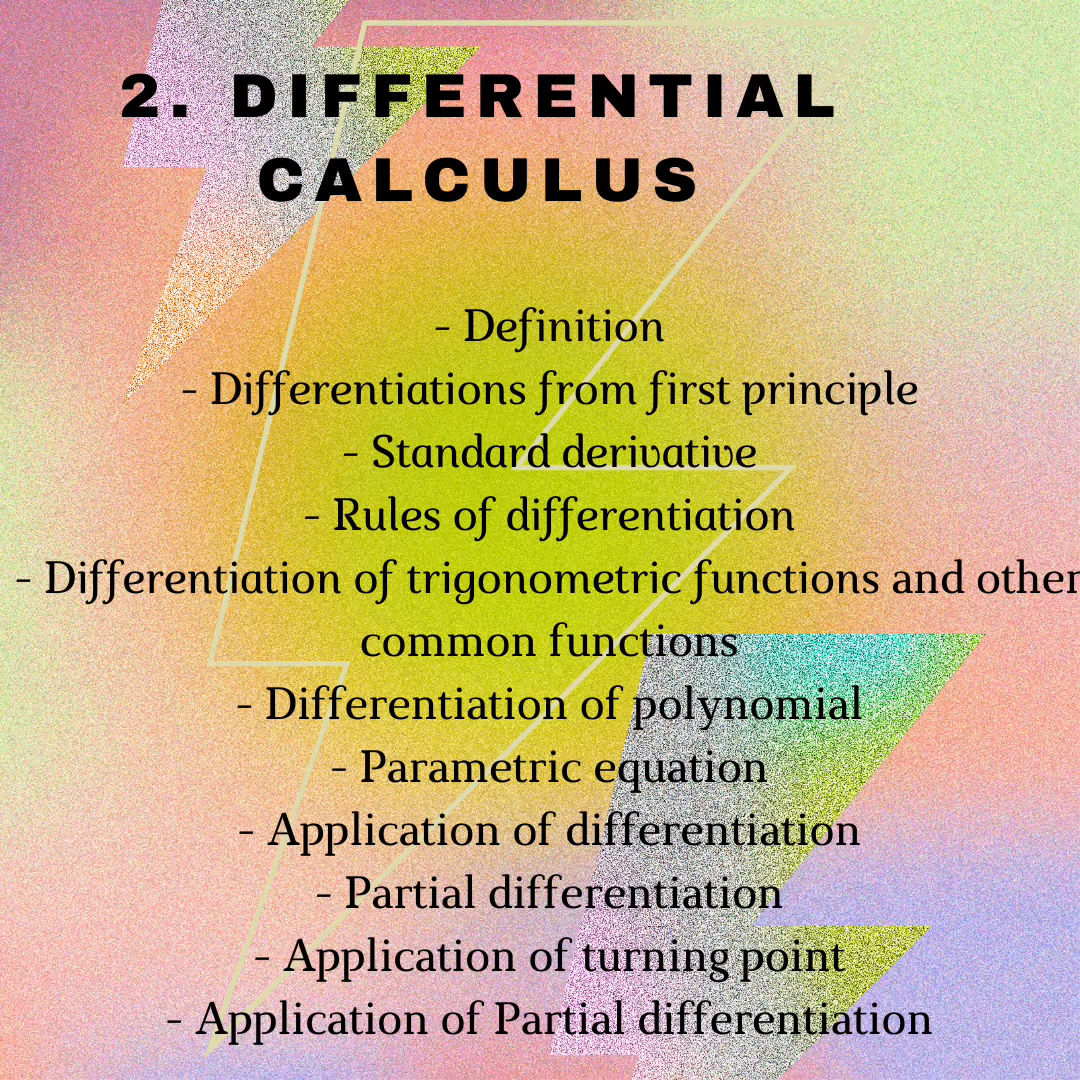 2. DIFFERENTIAL
CALCULUS
- Definition
- Differentiations from first principle
- Standard derivative
- Rules of differentiation
- Differentiation of trigonometric functions and other
common functions
- Differentiation of polynomial
- Parametric equation
- Application of differentiation
- Partial differentiation
- Application of turning point
- Application of Partial differentiation